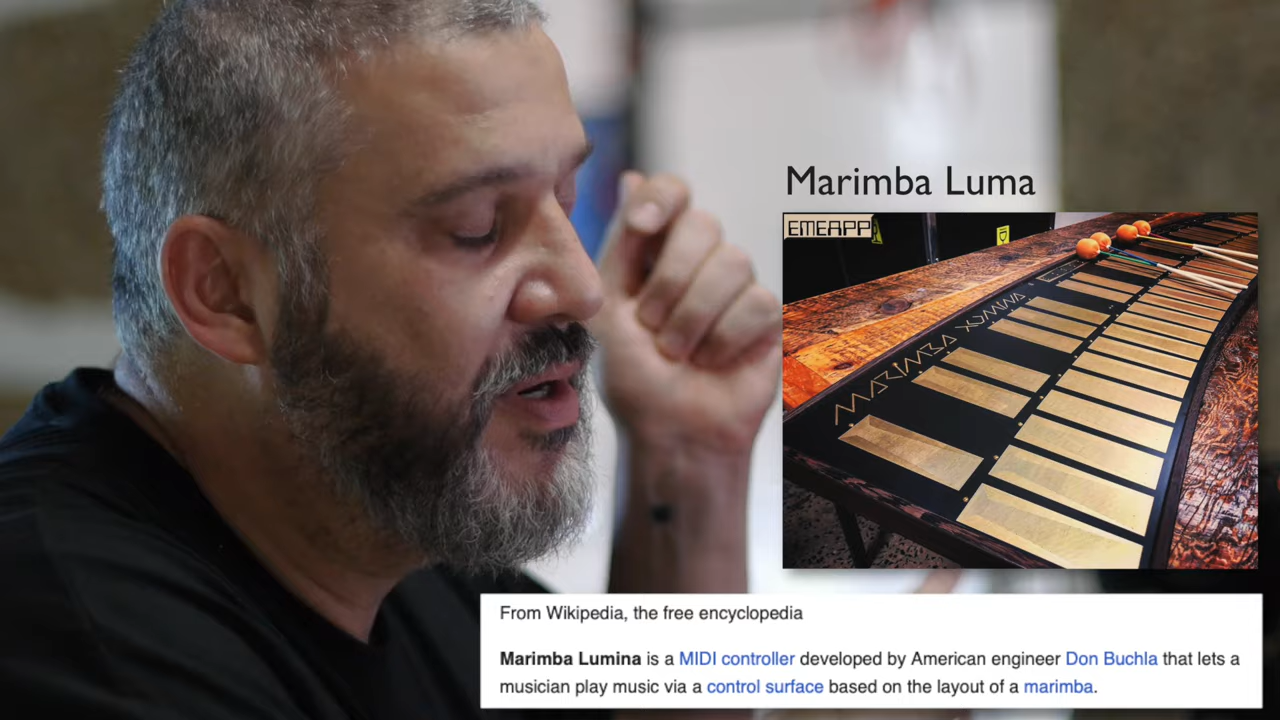 Marimba Luma
EMEAPP
MARIMBA LUMINA
From Wikipedia, the free encyclopedia
Marimba Lumina is a MIDI controller developed by American engineer Don Buchla that lets a
musician play music via a control surface based on the layout of a marimba.